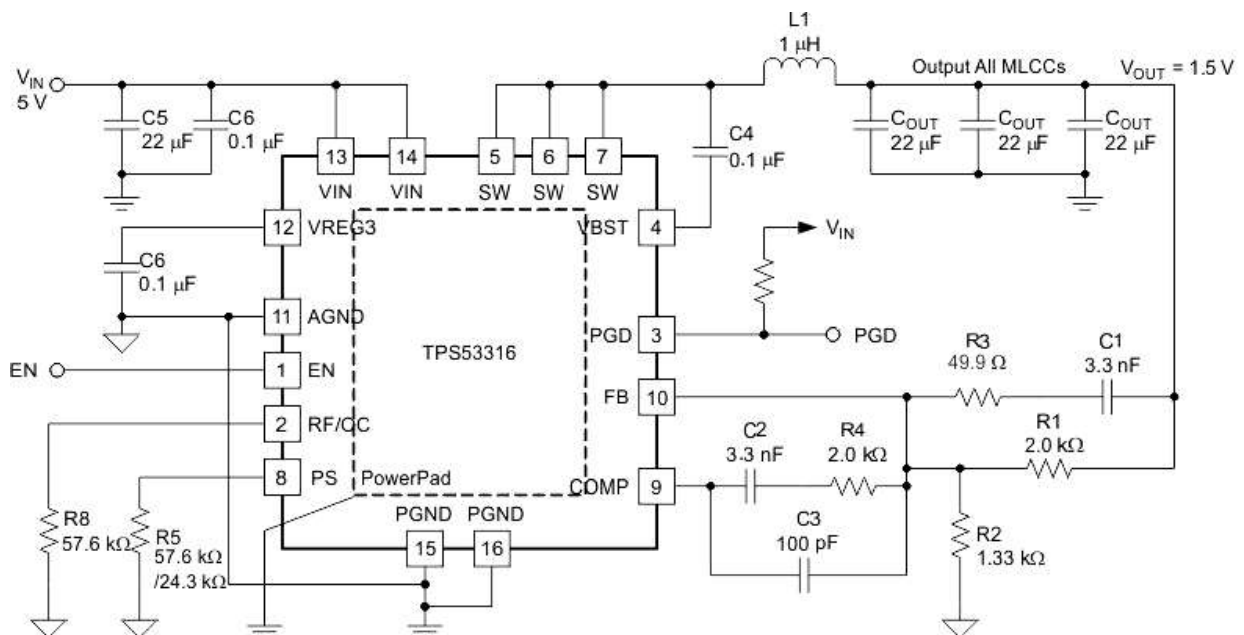 L1
1 μH
V_IN
5 V
Output All MLCCs
V_OUT = 1.5 V
C5
22 μF
C6
0.1 μF
C4
0.1 μF
C_OUT
22 μF
C_OUT
22 μF
C_OUT
22 μF
13
14
5
6
7
VIN
VIN
SW
SW
SW
12
VREG3
VBST
4
V_IN
C6
0.1 μF
11
AGND
TPS53316
PGD
3
PGD
EN
1
EN
FB
10
R3
49.9 Ω
C1
3.3 nF
2
RF/OC
C2
3.3 nF
R4
2.0 kΩ
R1
2.0 kΩ
8
PS
PowerPad
COMP
9
R8
57.6 kΩ
R5
57.6 kΩ
/24.3 kΩ
PGND
PGND
15
16
C3
100 pF
R2
1.33 kΩ